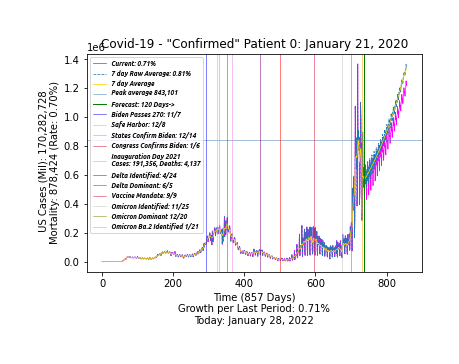 Covid-19 - "Confirmed" Patient 0: January 21, 2020
1e6
1.4
1.2
1.0
0.8
0.6
0.4
0.2
0.0
US Cases (Mill): 170,282,728
Mortality: 878,424 (Rate: 0.70%)
Current: 0.71%
7 day Raw Average: 0.81%
7 day Average
Peak average 843,101
Forecast: 120 Days->
Biden Passes 270: 11/7
Safe Harbor: 12/8
States Confirm Biden: 12/14
Congress Confirms Biden: 1/6
Inauguration Day 2021
Cases: 191,356, Deaths: 4,137
Delta Identified: 4/24
Delta Dominant: 6/5
Vaccine Mandate: 9/9
Omicron Identified: 11/25
Omicron Dominant 12/20
Omicron Ba.2 Identified 1/21
0 200 400 600 800
Time (857 Days)
Growth per Last Period: 0.71%
Today: January 28, 2022